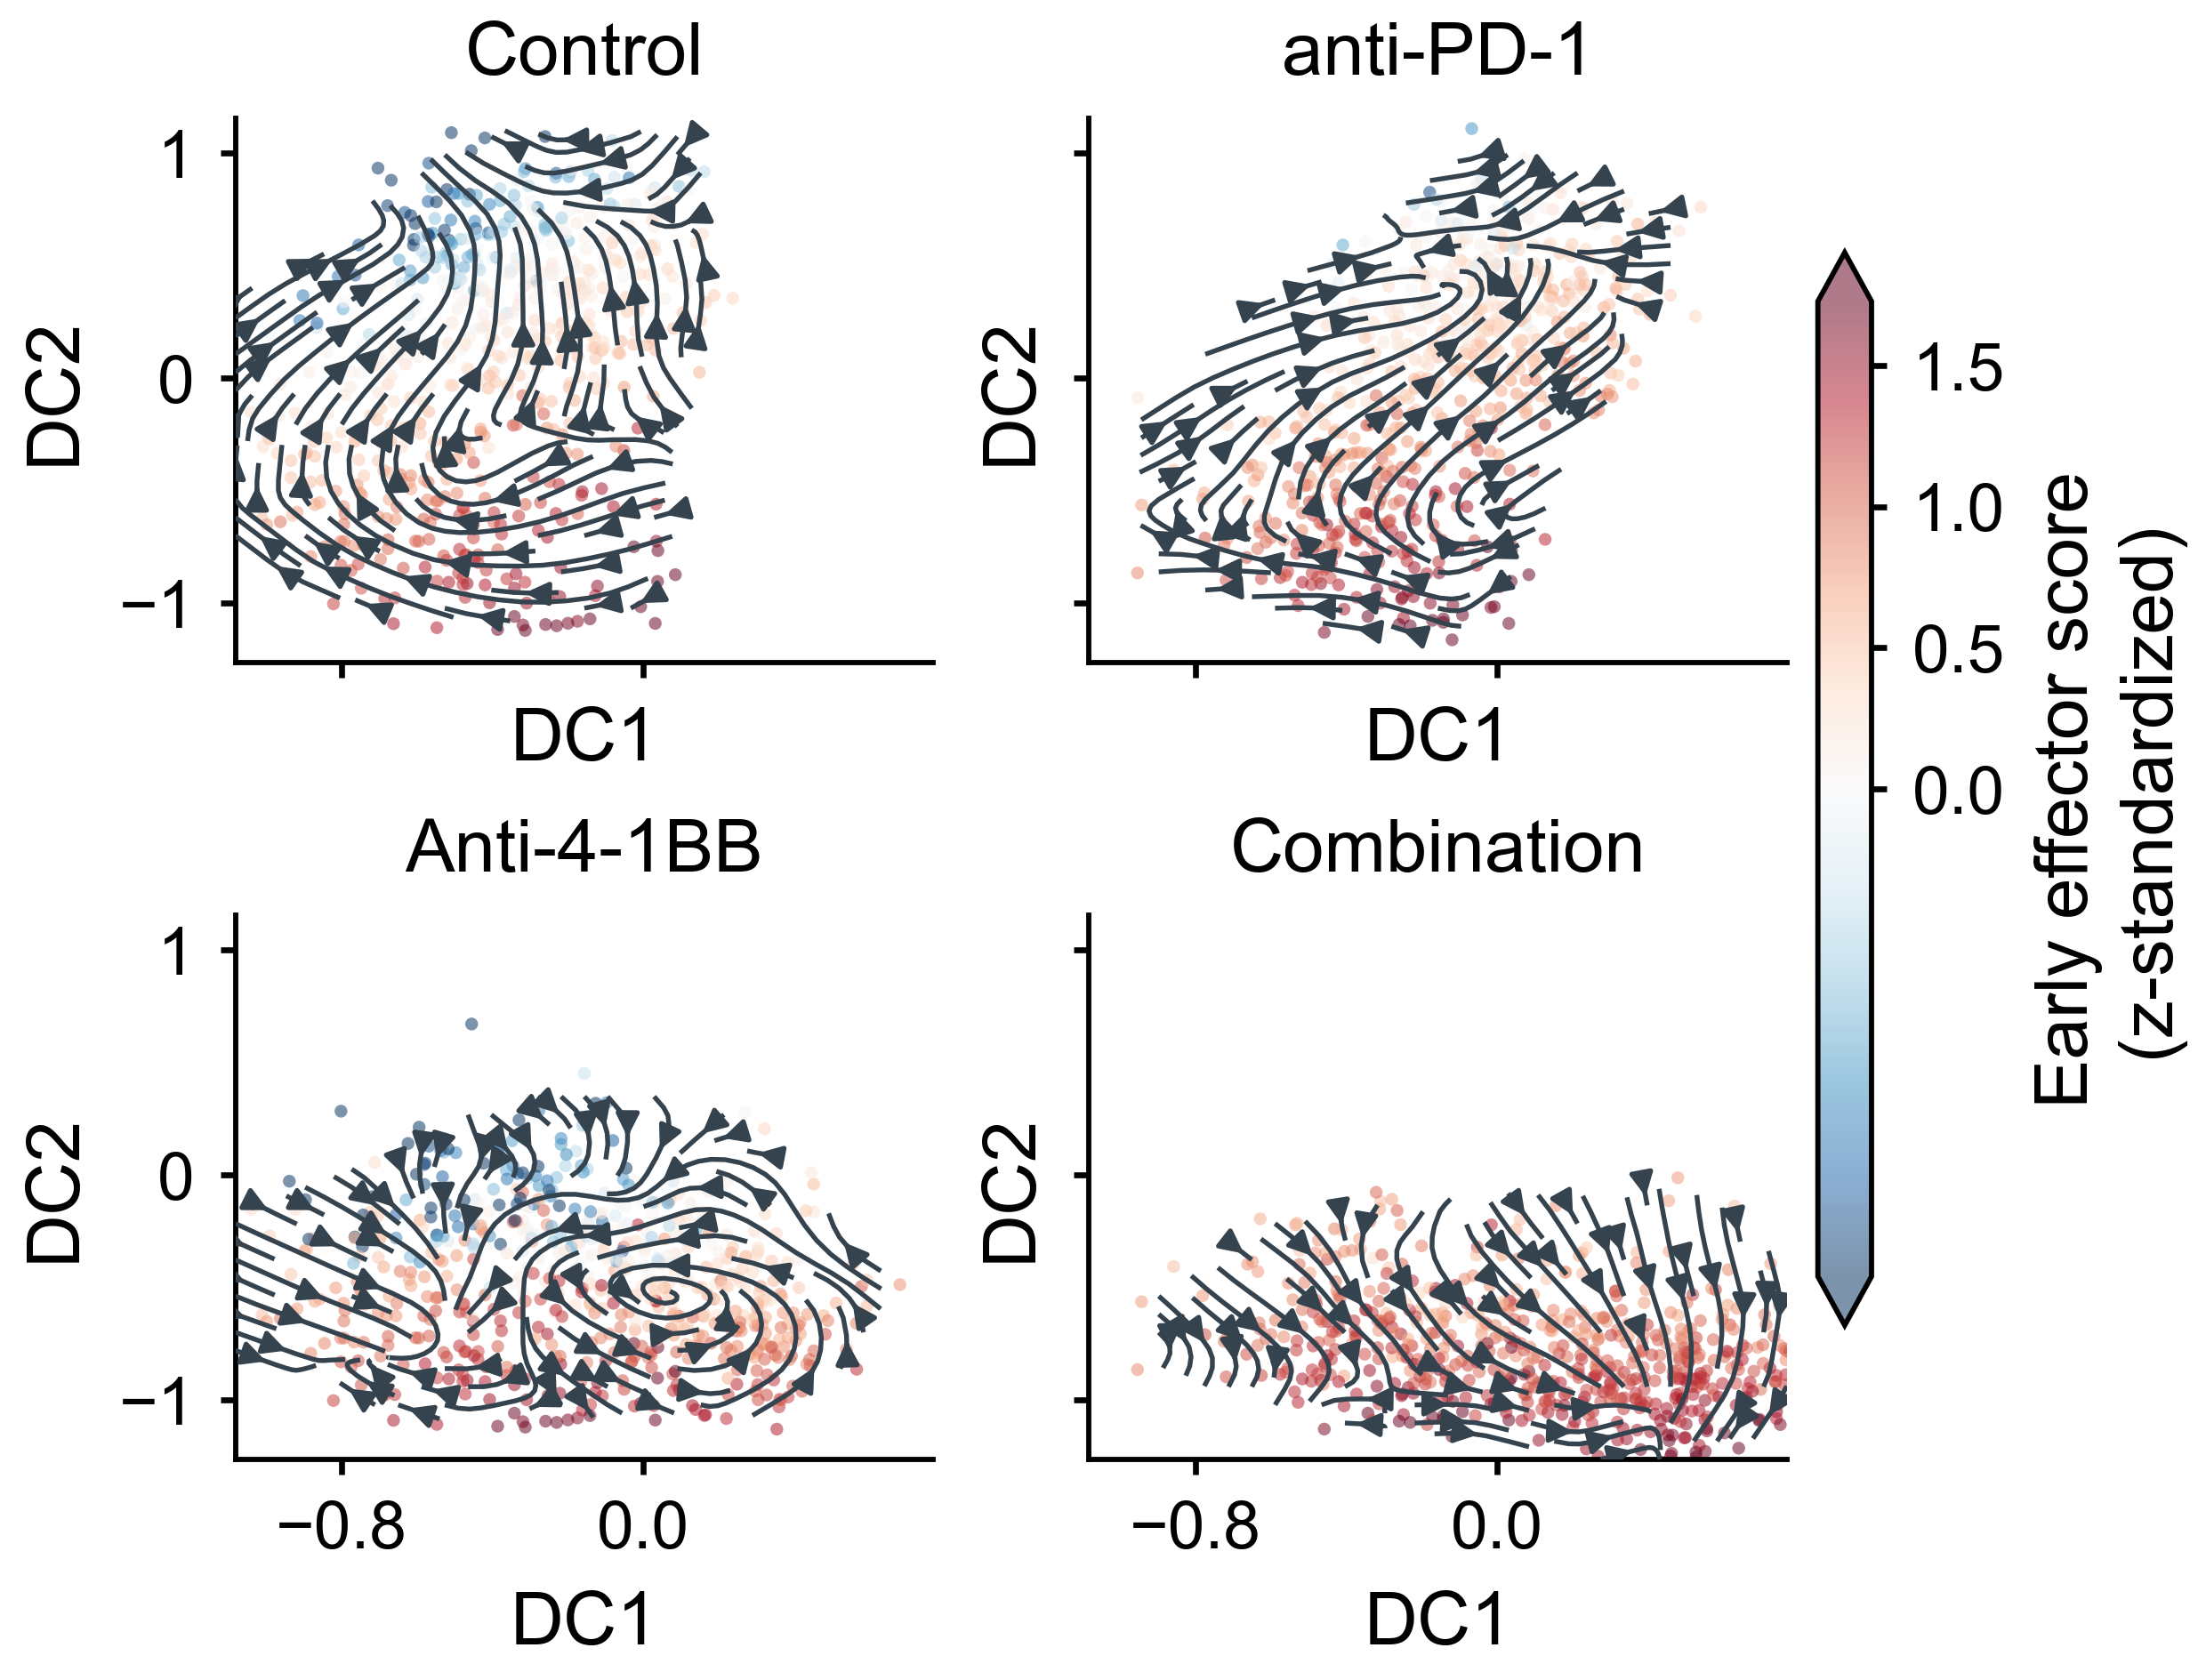 Control
anti-PD-1
DC2
1
0
−1
DC1
DC2
DC1
Anti-4-1BB
Combination
DC2
1
0
−1
−0.8
0.0
DC1
DC2
−0.8
0.0
DC1
1.5
1.0
0.5
0.0
Early effector score
(z-standardized )